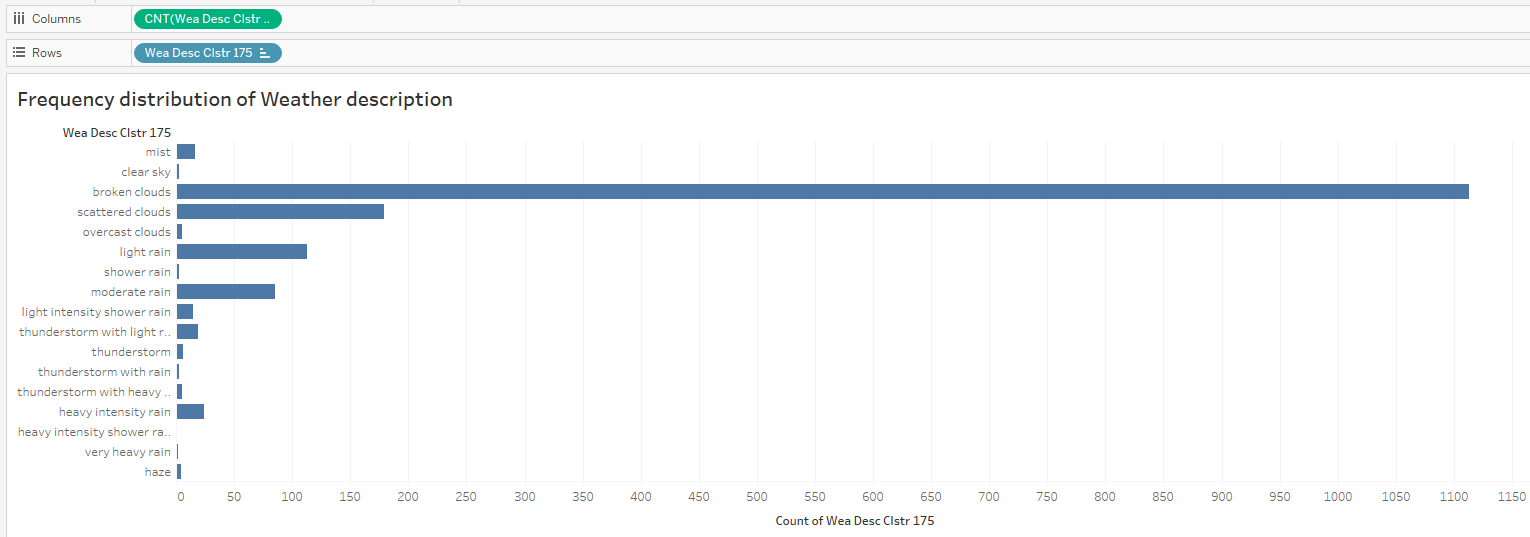 Columns CNT(Wea Desc Clstr ..
Rows Wea Desc Clstr 175
Frequency distribution of Weather description
Wea Desc Clstr 175
mist
clear sky
broken clouds
scattered clouds
overcast clouds
light rain
shower rain
moderate rain
light intensity shower rain
thunderstorm with light r..
thunderstorm
thunderstorm with rain
thunderstorm with heavy ..
heavy intensity rain
heavy intensity shower ra..
very heavy rain
haze
0 50 100 150 200 250 300 350 400 450 500 550 600 650 700 750 800 850 900 950 1000 1050 1100 1150
Count of Wea Desc Clstr 175